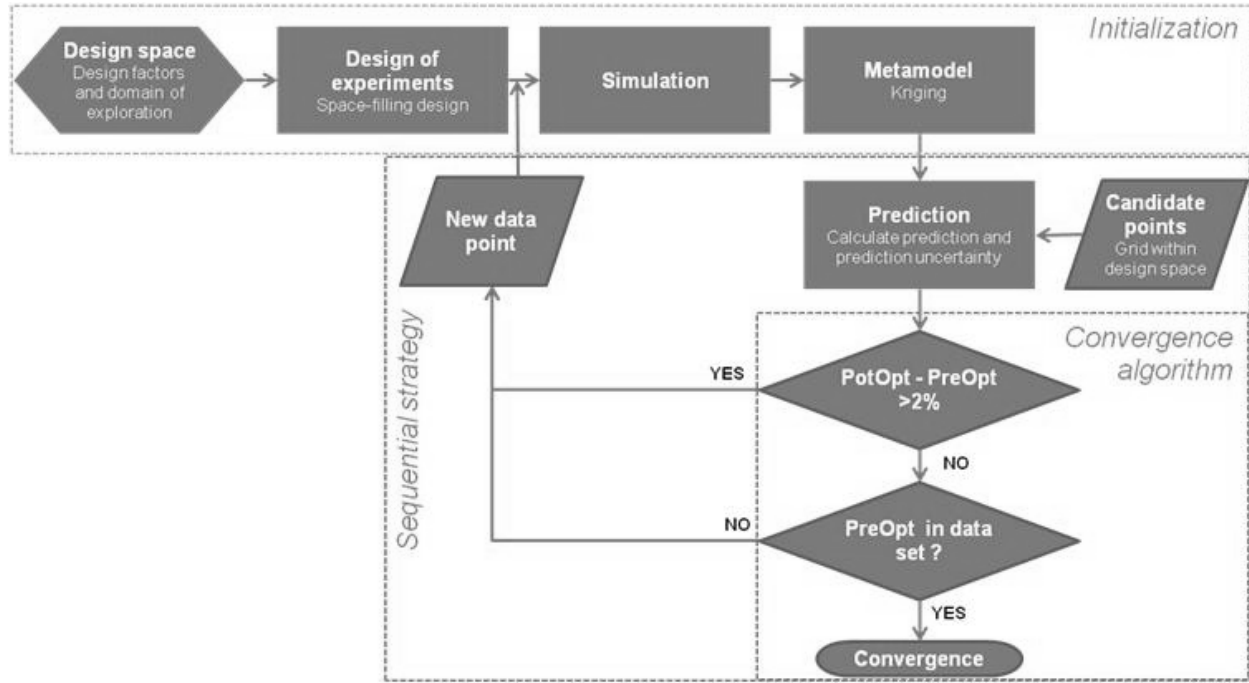 Initialization
Design space
Design factors
and domain of
exploration
Design of
experiments
Space-filling design
Simulation
Metamodel
Kriging
New data
point
Prediction
Calculate prediction and
prediction uncertainty
Candidate
points
Grid within
design space
Sequential strategy
Convergence
algorithm
YES
PotOpt - PreOpt
>2%
NO
NO
PreOpt in data
set ?
YES
Convergence